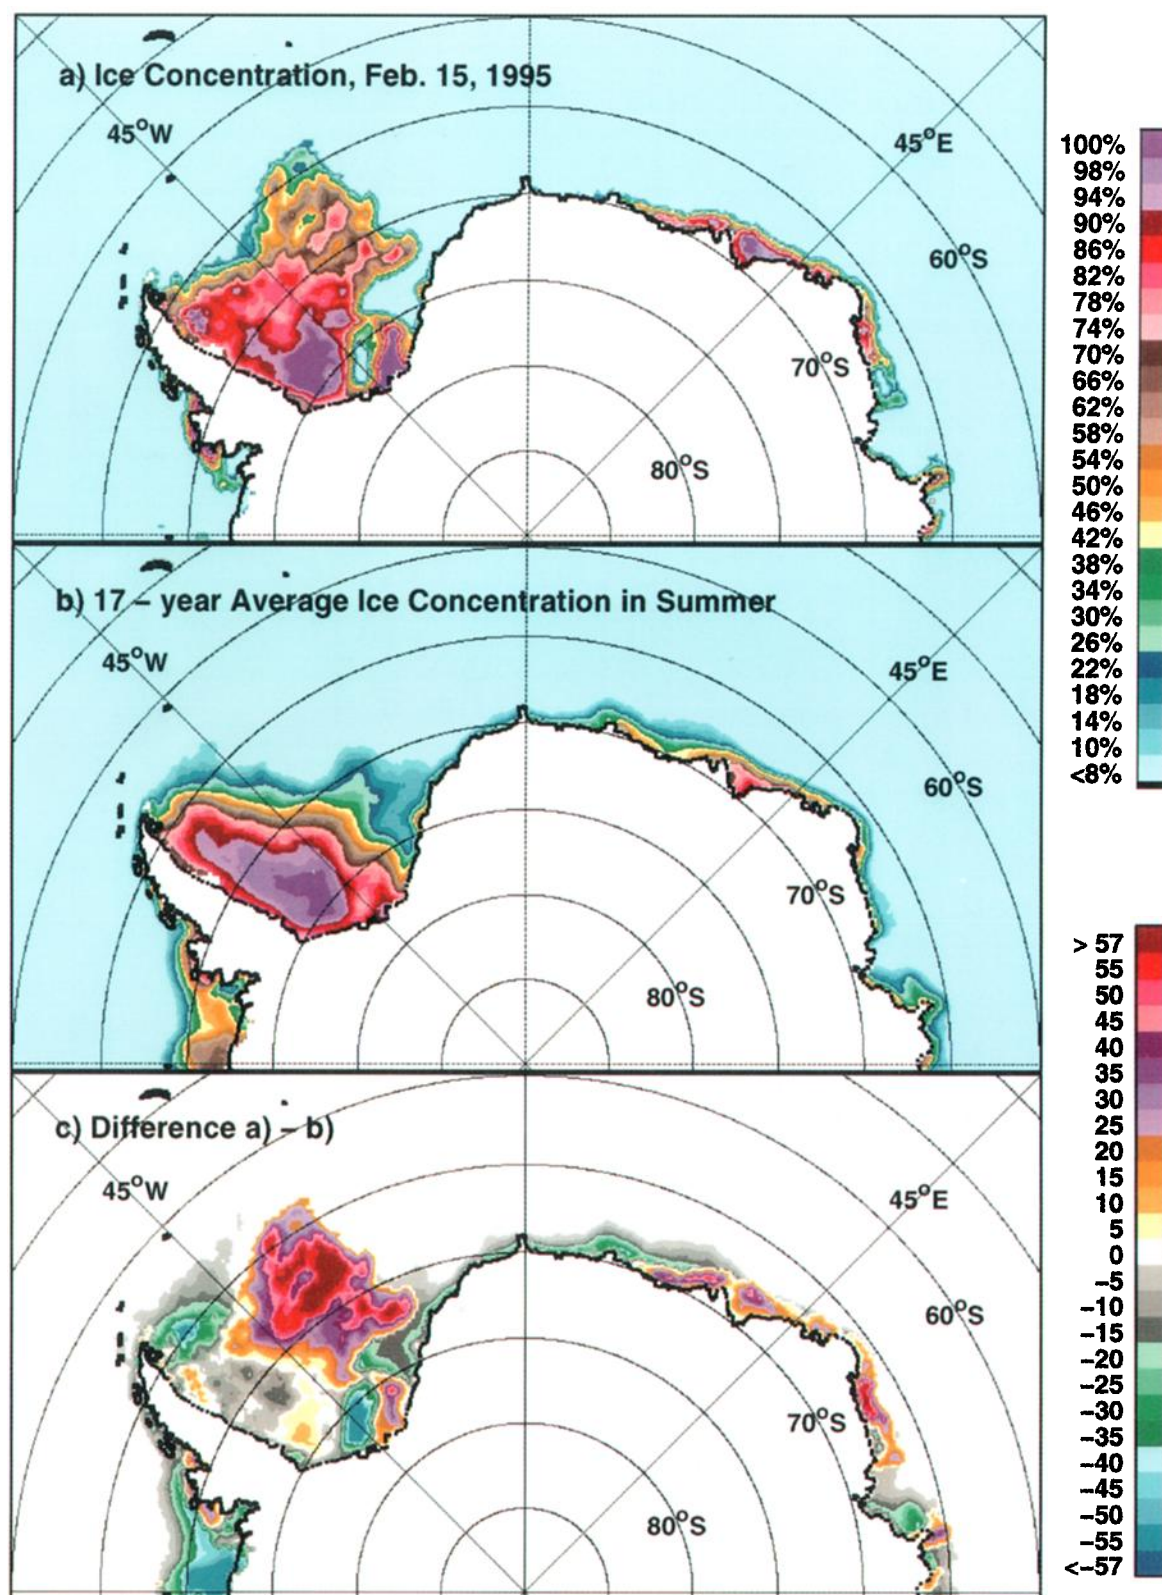 a) Ice Concentration, Feb. 15, 1995
45°W
45°E
60°S
70°S
80°S
100%
98%
94%
90%
86%
82%
78%
74%
70%
66%
62%
58%
54%
50%
46%
42%
38%
34%
30%
26%
22%
18%
14%
10%
<8%
b) 17 – year Average Ice Concentration in Summer
45°W
45°E
60°S
70°S
80°S
c) Difference a) – b)
45°W
45°E
60°S
70°S
80°S
> 57
55
50
45
40
35
30
25
20
15
10
5
0
–5
–10
–15
–20
–25
–30
–35
–40
–45
–50
–55
<–57